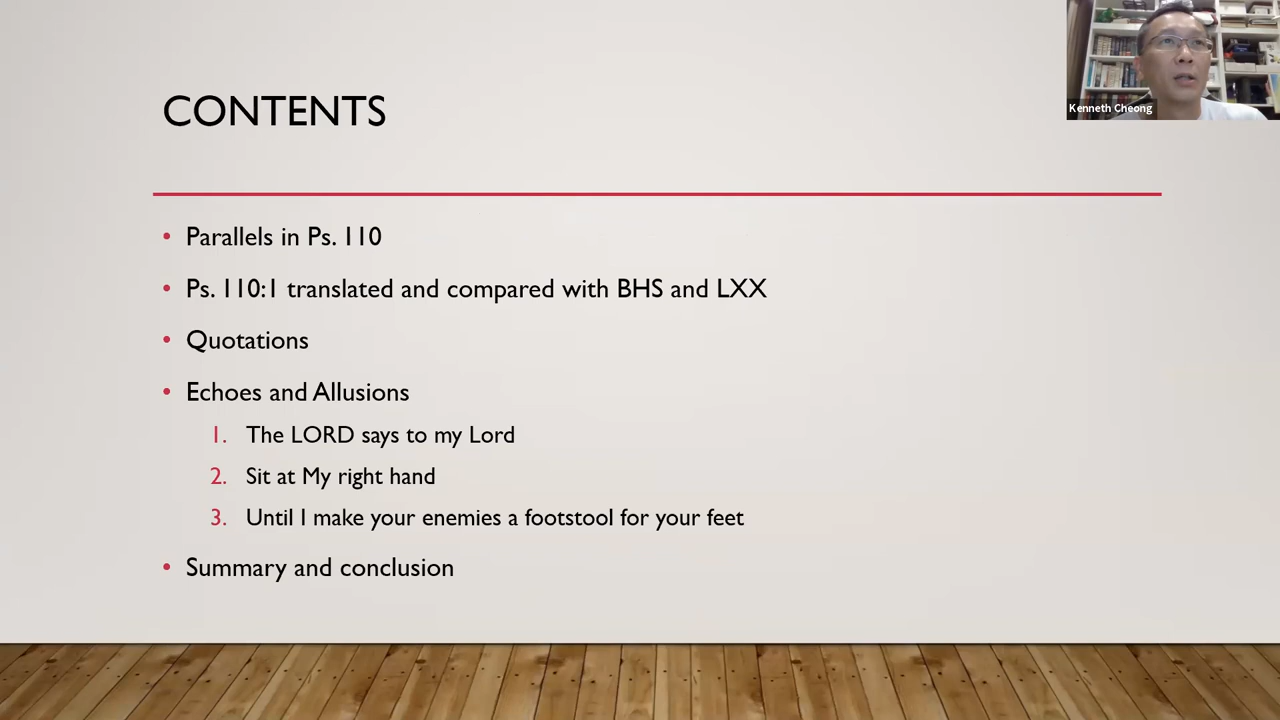 CONTENTS
Kenneth Cheong
• Parallels in Ps. 110
• Ps. 110:1 translated and compared with BHS and LXX
• Quotations
• Echoes and Allusions
1. The LORD says to my Lord
2. Sit at My right hand
3. Until I make your enemies a footstool for your feet
• Summary and conclusion